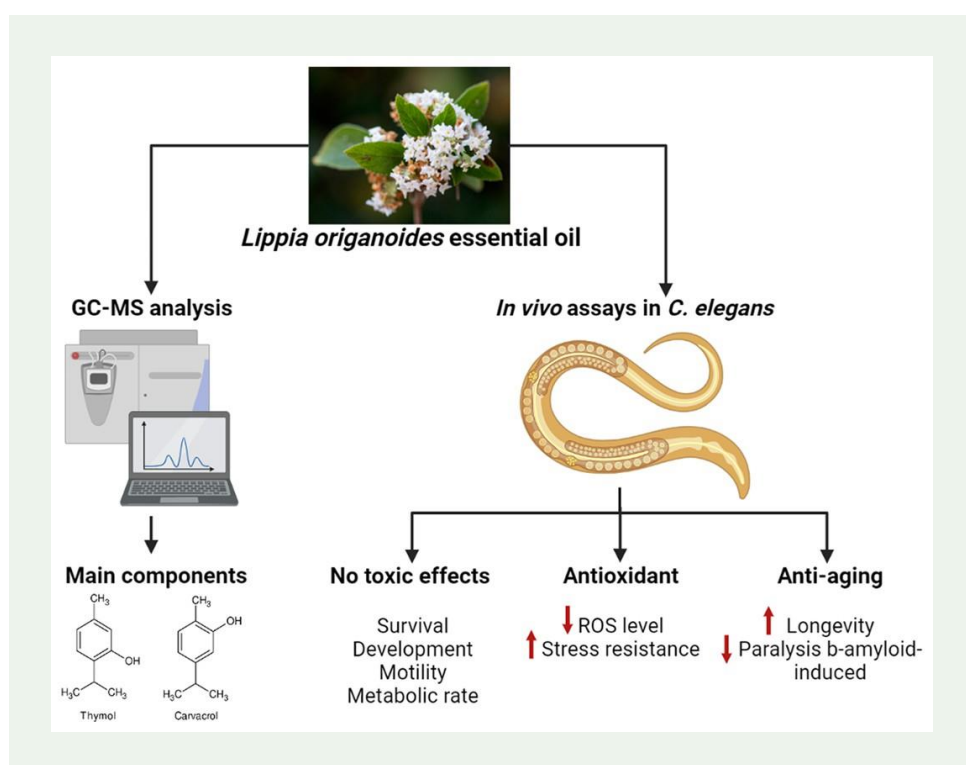 Lippia origanoides essential oil
GC-MS analysis
Main components
CH₃
OH
H₃C
CH₃
Thymol
CH₃
OH
H₃C
CH₃
Carvacrol
In vivo assays in C. elegans
No toxic effects
Survival
Development
Motility
Metabolic rate
Antioxidant
ROS level
Stress resistance
Anti-aging
Longevity
Paralysis b-amyloid-
induced